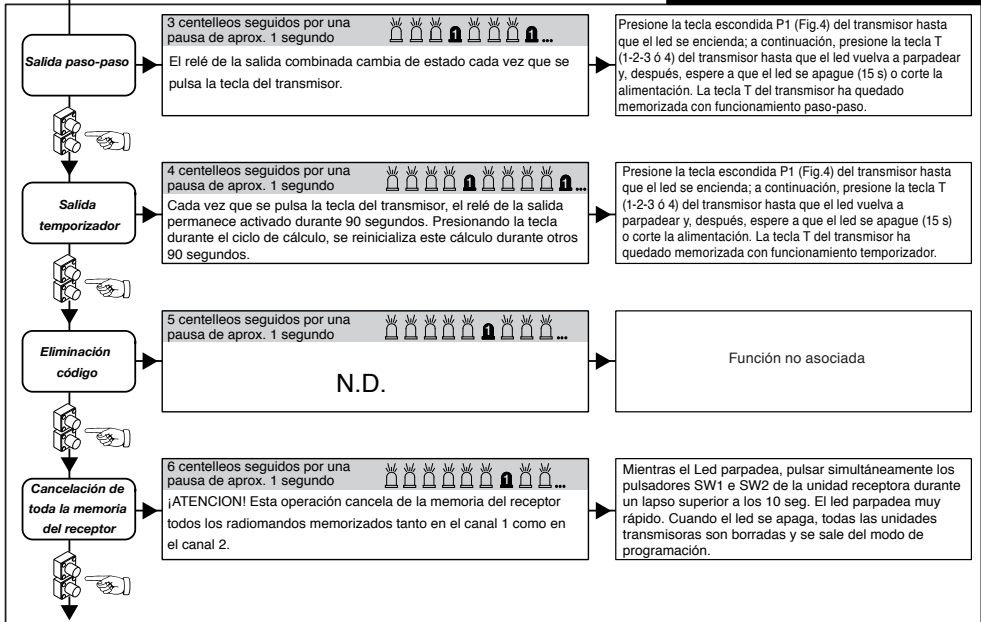 3 centelleos seguidos por una
pausa de aprox. 1 segundo
1 1...
Salida paso-paso
El relé de la salida combinada cambia de estado cada vez que se
pulsa la tecla del transmisor.
Presione la tecla escondida P1 (Fig.4) del transmisor hasta
que el led se encienda; a continuación, presione la tecla T
(1-2-3 ó 4) del transmisor hasta que el led vuelva a parpadear
y, después, espere a que el led se apague (15 s) o corte la
alimentación. La tecla T del transmisor ha quedado
memorizada con funcionamiento paso-paso.
4 centelleos seguidos por una
pausa de aprox. 1 segundo
1 1...
Salida
temporizador
Cada vez que se pulsa la tecla del transmisor, el relé de la salida
permanece activado durante 90 segundos. Presionando la tecla
durante el ciclo de cálculo, se reinicializa este cálculo durante otros
90 segundos.
Presione la tecla escondida P1 (Fig.4) del transmisor hasta
que el led se encienda; a continuación, presione la tecla T
(1-2-3 ó 4) del transmisor hasta que el led vuelva a
parpadear y, después, espere a que el led se apague (15 s)
o corte la alimentación. La tecla T del transmisor ha
quedado memorizada con funcionamiento temporizador.
5 centelleos seguidos por una
pausa de aprox. 1 segundo
1 ...
Eliminación
código
N.D.
Función no asociada
6 centelleos seguidos por una
pausa de aprox. 1 segundo
1 ...
Cancelación de
toda la memoria
del receptor
¡ATENCION! Esta operación cancela de la memoria del receptor
todos los radiomandos memorizados tanto en el canal 1 como en
el canal 2.
Mientras el Led parpadea, pulsar simultáneamente los
pulsadores SW1 e SW2 de la unidad receptora durante
un lapso superior a los 10 seg. El led parpadea muy
rápido. Cuando el led se apaga, todas las unidades
transmisoras son borradas y se sale del modo de
programación.